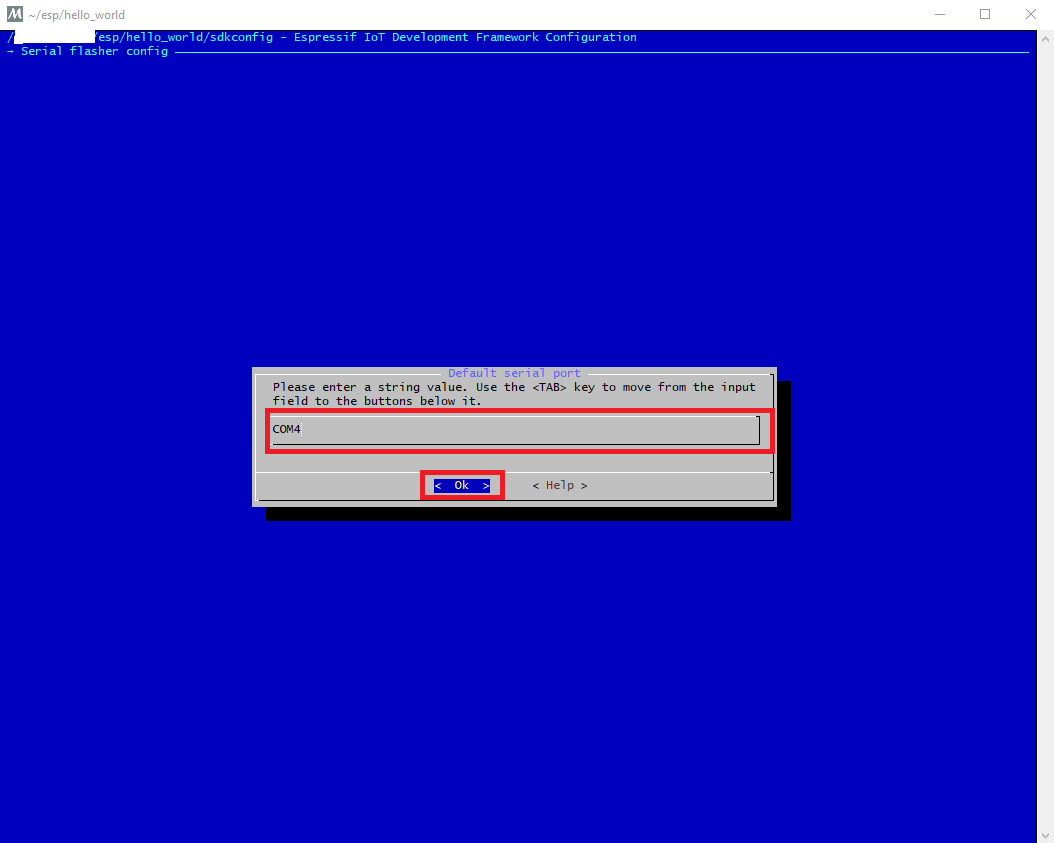 ~/esp/hello_world
/ /esp/hello_world/sdkconfig - Espressif IoT Development Framework Configuration
→ Serial flasher config
Default serial port
Please enter a string value. Use the <TAB> key to move from the input
field to the buttons below it.
COM4
< Ok > < Help >